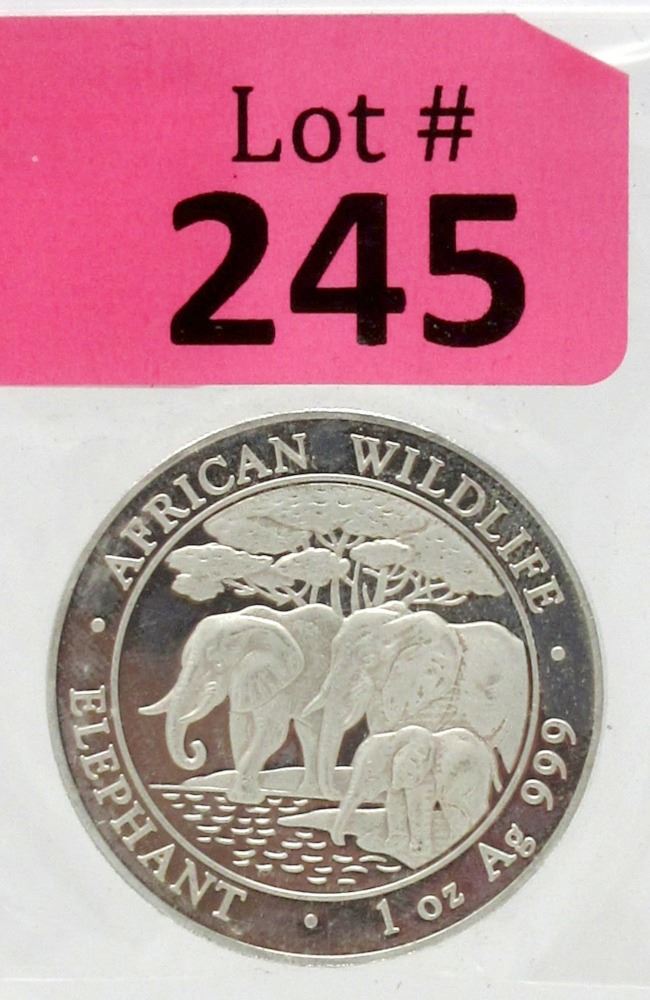 Lot #
245
AFRICAN WILDLIFE
ELEPHANT • 1 oz Ag 999